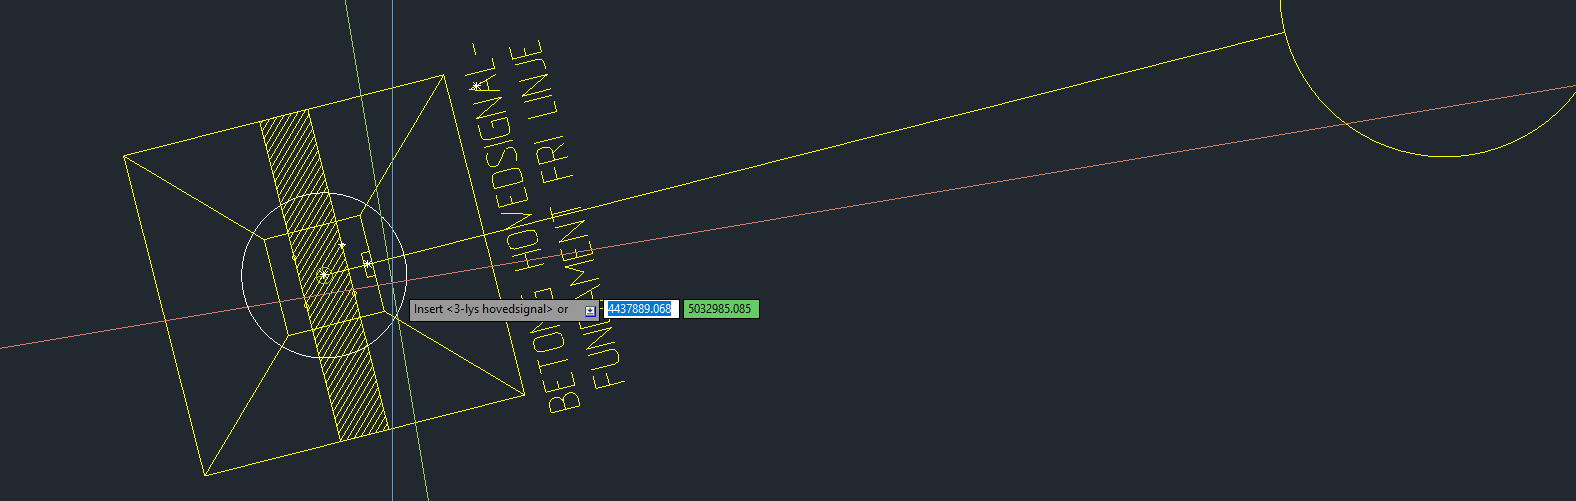 BETONG HOVEDSIGNAL-
FUNDAMENT FRI LINJE
Insert <3-lys hovedsignal> or
4437889.068
5032985.085